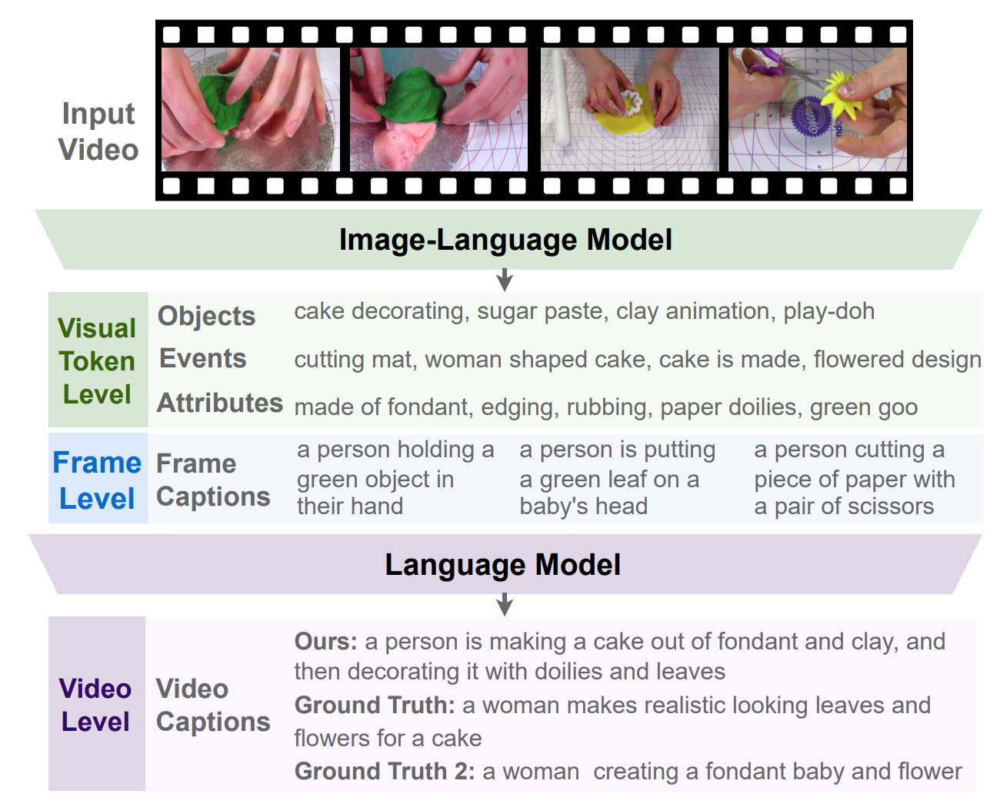 Input
Video
Wilton
Image-Language Model
Visual
Token
Level
Objects
cake decorating, sugar paste, clay animation, play-doh
Events
cutting mat, woman shaped cake, cake is made, flowered design
Attributes
made of fondant, edging, rubbing, paper doilies, green goo
Frame
Level
Frame
Captions
a person holding a
green object in
their hand
a person is putting
a green leaf on a
baby's head
a person cutting a
piece of paper with
a pair of scissors
Language Model
Video
Level
Video
Captions
Ours: a person is making a cake out of fondant and clay, and
then decorating it with doilies and leaves
Ground Truth: a woman makes realistic looking leaves and
flowers for a cake
Ground Truth 2: a woman  creating a fondant baby and flower